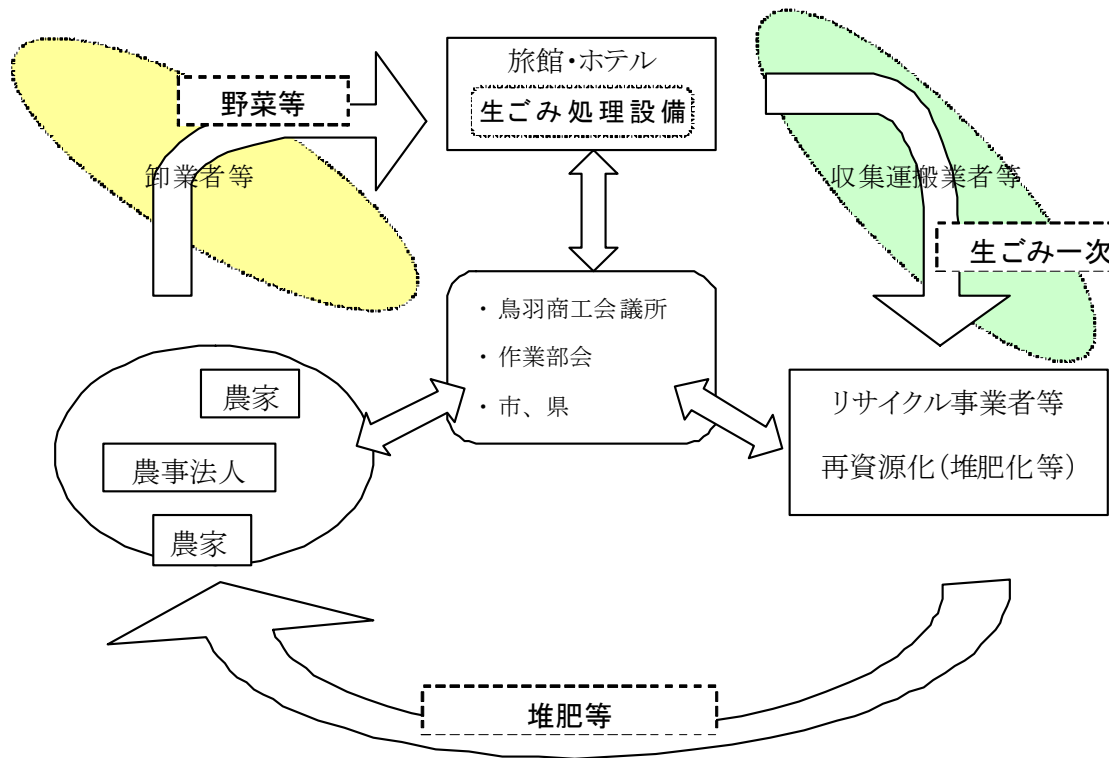 旅館・ホテル
生ごみ処理設備
野菜等
卸業者等
収集運搬業者等
生ごみ一次
・鳥羽商工会議所
・作業部会
・市、県
農家
農事法人
農家
リサイクル事業者等
再資源化(堆肥化等)
堆肥等